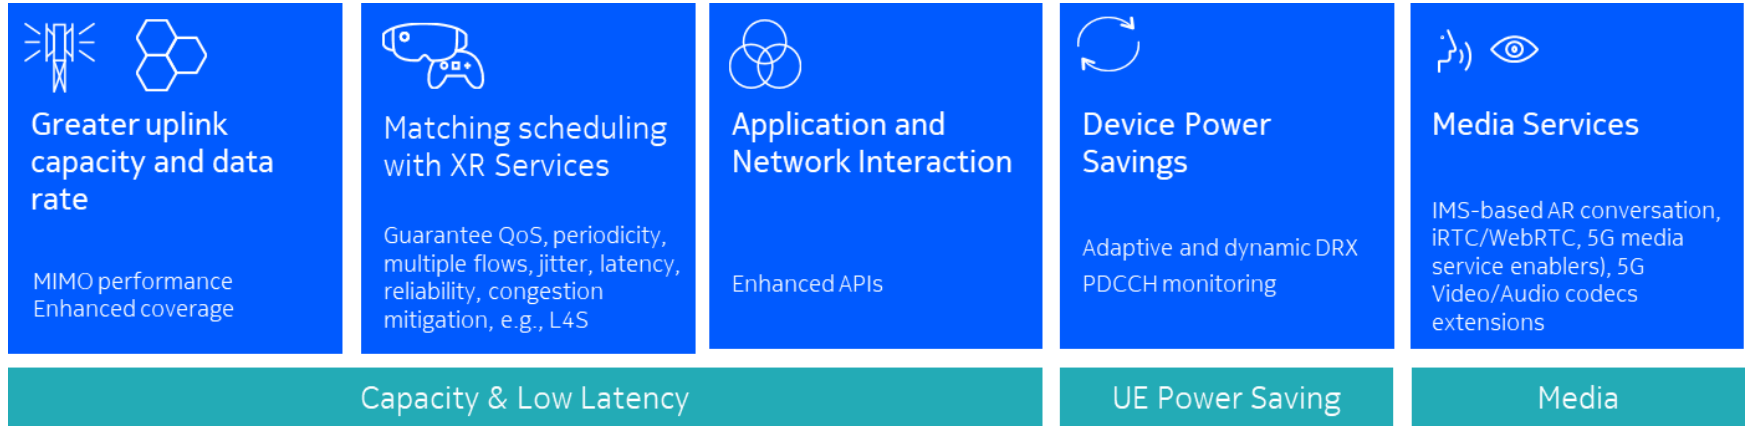 Greater uplink
capacity and data
rate
MIMO performance
Enhanced coverage
Matching scheduling
with XR Services
Guarantee QoS, periodicity,
multiple flows, jitter, latency,
reliability, congestion
mitigation, e.g., L4S
Application and
Network Interaction
Enhanced APIs
Device Power
Savings
Adaptive and dynamic DRX
PDCCH monitoring
Media Services
IMS-based AR conversation,
iRTC/WebRTC, 5G media
service enablers), 5G
Video/Audio codecs
extensions
Capacity & Low Latency
UE Power Saving
Media